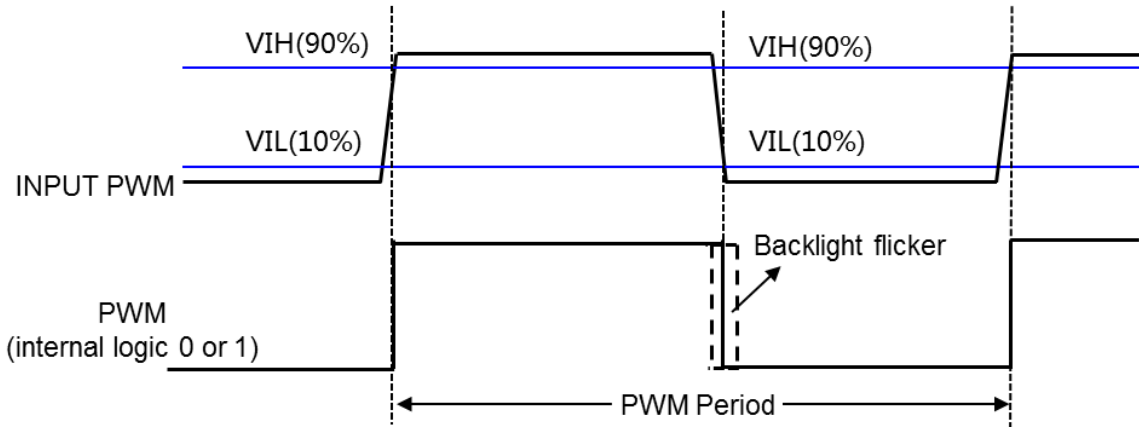 VIH(90%)
VIH(90%)
VIL(10%)
VIL(10%)
INPUT PWM
Backlight flicker
PWM
(internal logic 0 or 1)
PWM Period